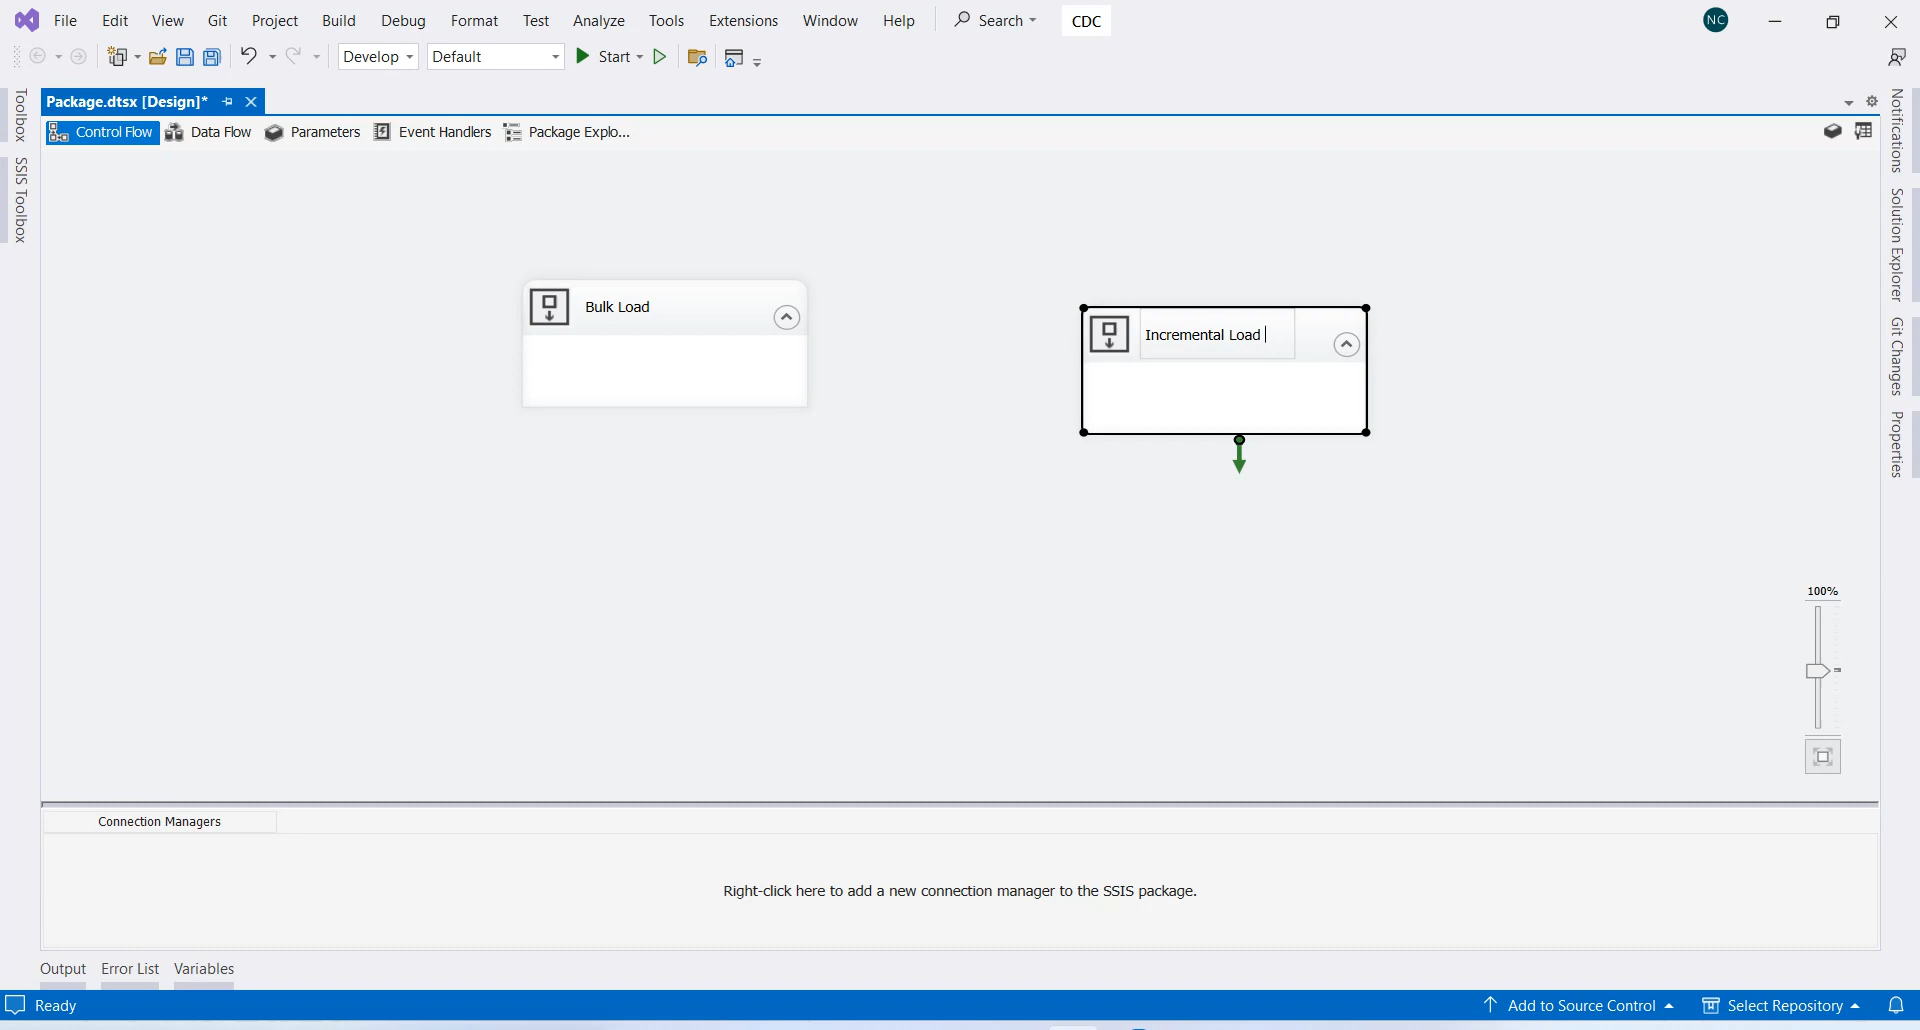 File Edit View Git Project Build Debug Format Test Analyze Tools Extensions Window Help Search CDC NC
Develop Default Start
Package.dtsx [Design]*
Control Flow Data Flow Parameters Event Handlers Package Explo...
Toolbox
SSIS Toolbox
Bulk Load
Incremental Load
Notifications
Solution Explorer
Git Changes
Properties
100%
Connection Managers
Right-click here to add a new connection manager to the SSIS package.
Output Error List Variables
Ready Add to Source Control Select Repository